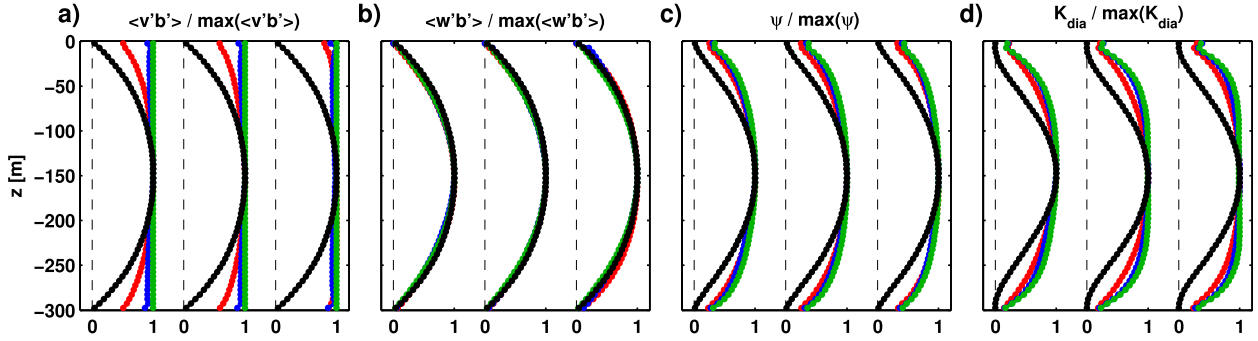 a) <v'b'> / max(<v'b'>) b) <w'b'> / max(<w'b'>) c) ψ / max(ψ) d) K_dia / max(K_dia)
0
−50
−100
−150
−200
−250
−300
z [m]
0 1 0 1 0 1 0 1 0 1 0 1 0 1 0 1 0 1 0 1 0 1 0 1